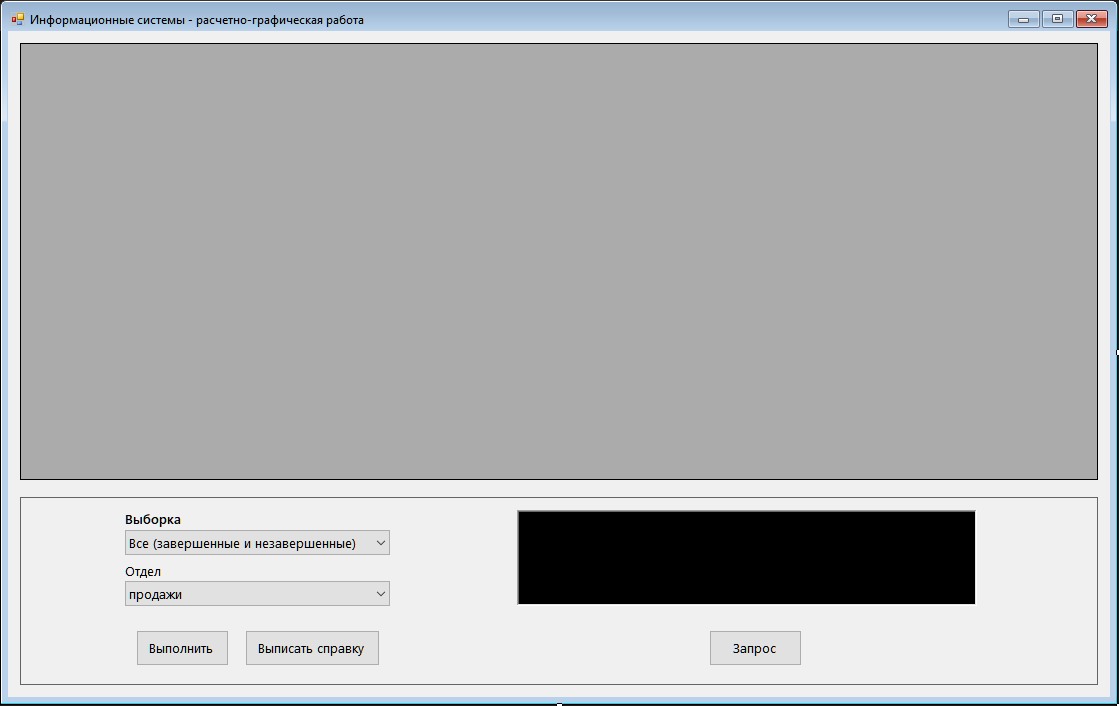 Информационные системы - расчетно-графическая работа
Выборка
Все (завершенные и незавершенные)
Отдел
продажи
Выполнить
Выписать справку
Запрос